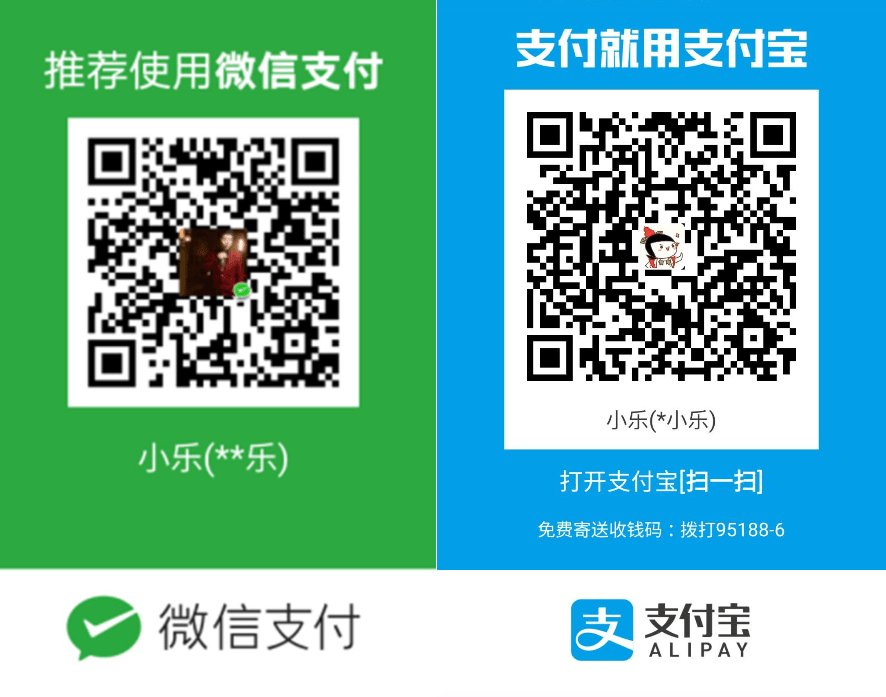 推荐使用微信支付
小乐(**乐)
微信支付
支付就用支付宝
小乐(*小乐)
打开支付宝[扫一扫]
免费寄送收钱码：拨打95188-6
支 支付宝
ALIPAY